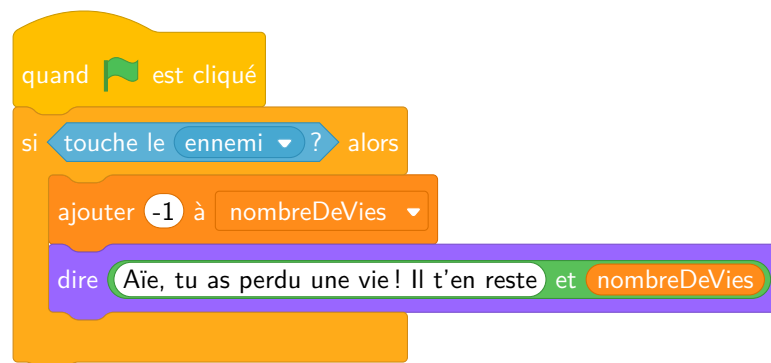 quand est cliqué
si touche le ennemi ? alors
ajouter -1 à nombreDeVies
dire Aïe, tu as perdu une vie ! Il t'en reste et nombreDeVies